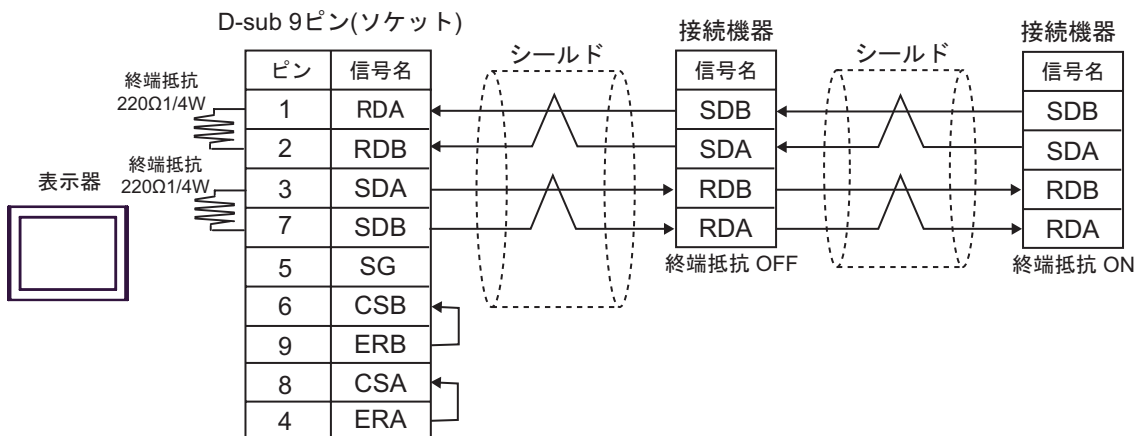 D-sub 9ピン(ソケット)
ピン 信号名
1 RDA
2 RDB
3 SDA
7 SDB
5 SG
6 CSB
9 ERB
8 CSA
4 ERA
終端抵抗
220Ω1/4W
終端抵抗
220Ω1/4W
表示器
シールド
接続機器
信号名
SDB
SDA
RDB
RDA
終端抵抗 OFF
シールド
接続機器
信号名
SDB
SDA
RDB
RDA
終端抵抗 ON